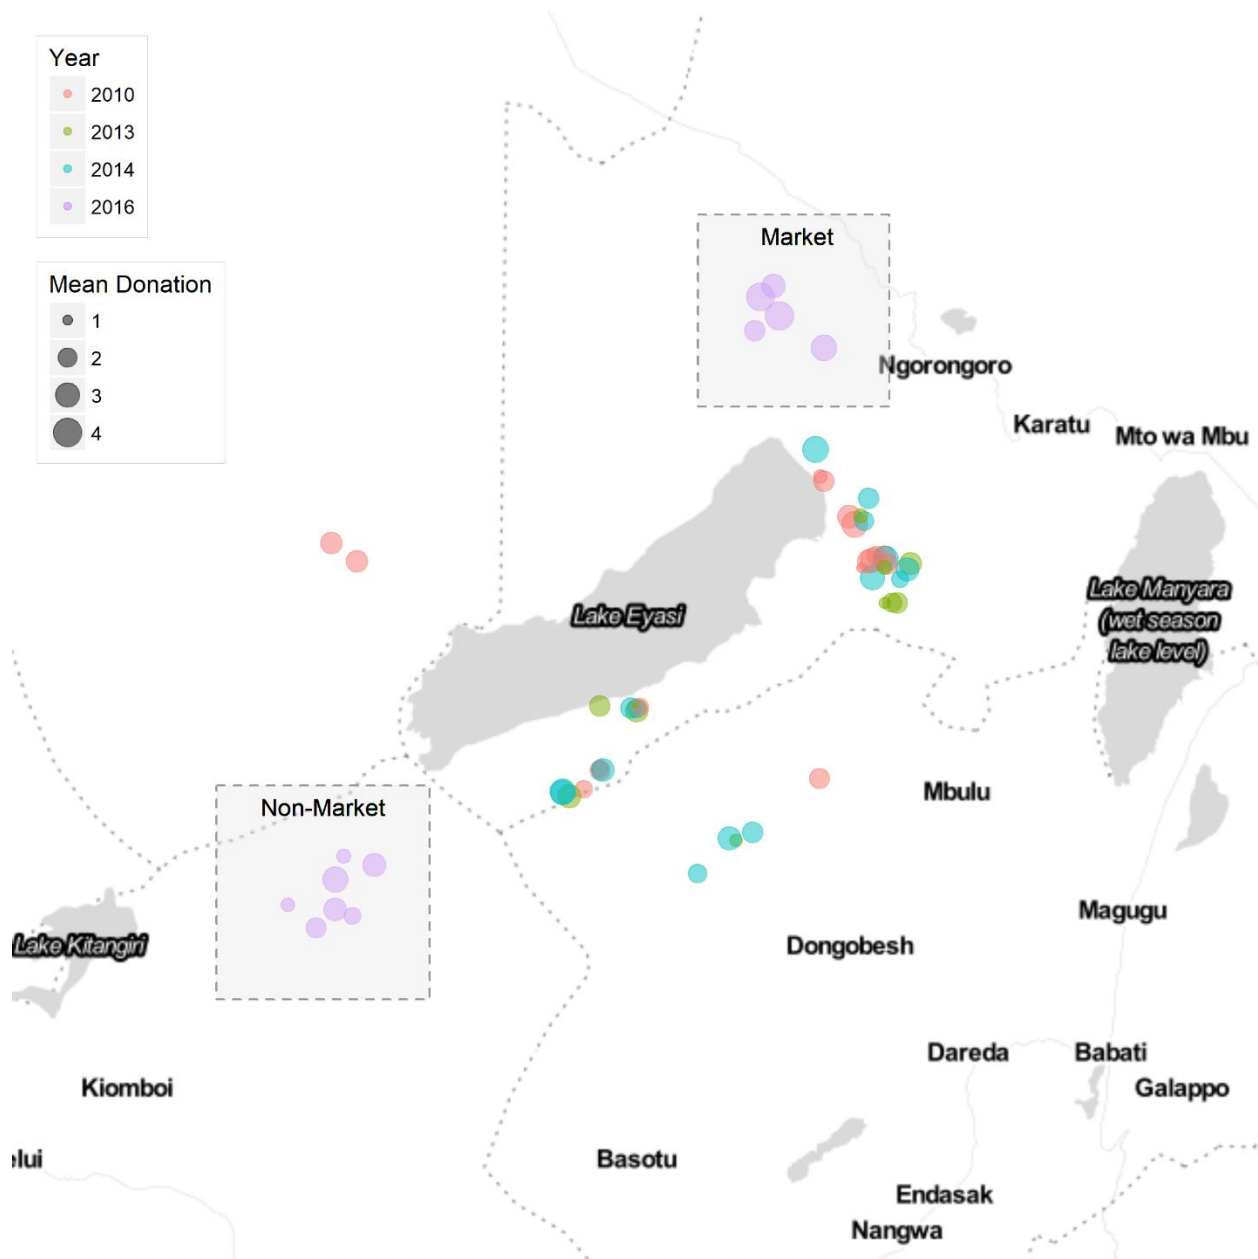 Year
2010
2013
2014
2016
Mean Donation
1
2
3
4
Market
Ngorongoro
Karatu
Mto wa Mbu
Lake Eyasi
Lake Manyara
(wet season
lake level)
Non-Market
Mbulu
Magugu
Lake Kitangiri
Dongobesh
Dareda
Babati
Kiomboi
Galappo
elui
Basotu
Endasak
Nangwa